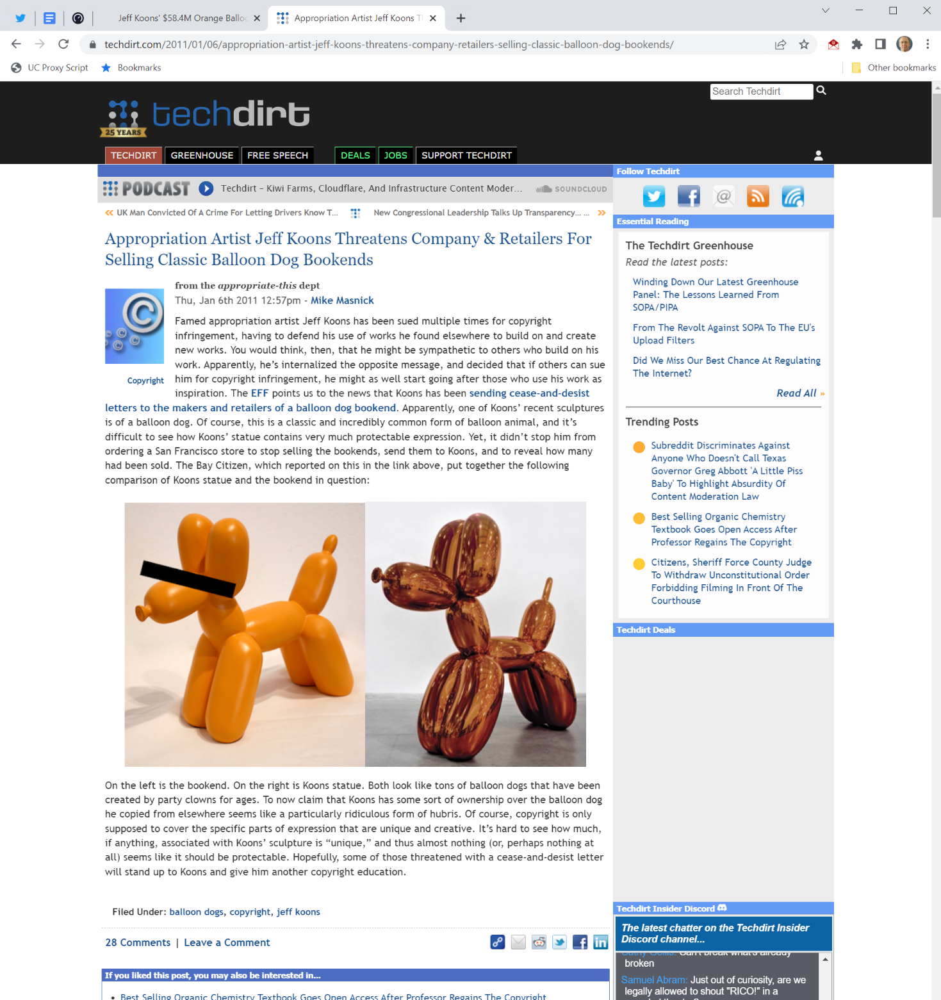 Jeff Koons' $58.4M Orange Ballo
Appropriation Artist Jeff Koons T
techdirt.com/2011/01/06/appropriation-artist-jeff-koons-threatens-company-retailers-selling-classic-balloon-dog-bookends/
UC Proxy Script
Bookmarks
Other bookmarks
Search Techdirt
techdirt
25 YEARS
TECHDIRT
GREENHOUSE
FREE SPEECH
DEALS
JOBS
SUPPORT TECHDIRT
PODCAST
Techdirt – Kiwi Farms, Cloudflare, And Infrastructure Content Moder...
SOUNDCLOUD
« UK Man Convicted Of A Crime For Letting Drivers Know T...
New Congressional Leadership Talks Up Transparency... ... »
Appropriation Artist Jeff Koons Threatens Company & Retailers For
Selling Classic Balloon Dog Bookends
©
Copyright
from the appropriate-this dept
Thu, Jan 6th 2011 12:57pm - Mike Masnick
Famed appropriation artist Jeff Koons has been sued multiple times for copyright
infringement, having to defend his use of works he found elsewhere to build on and create
new works. You would think, then, that he might be sympathetic to others who build on his
work. Apparently, he’s internalized the opposite message, and decided that if others can sue
him for copyright infringement, he might as well start going after those who use his work as
inspiration. The EFF points us to the news that Koons has been sending cease-and-desist
letters to the makers and retailers of a balloon dog bookend. Apparently, one of Koons’ recent sculptures
is of a balloon dog. Of course, this is a classic and incredibly common form of balloon animal, and it’s
difficult to see how Koons’ statue contains very much protectable expression. Yet, it didn’t stop him from
ordering a San Francisco store to stop selling the bookends, send them to Koons, and to reveal how many
had been sold. The Bay Citizen, which reported on this in the link above, put together the following
comparison of Koons statue and the bookend in question:
On the left is the bookend. On the right is Koons statue. Both look like tons of balloon dogs that have been
created by party clowns for ages. To now claim that Koons has some sort of ownership over the balloon dog
he copied from elsewhere seems like a particularly ridiculous form of hubris. Of course, copyright is only
supposed to cover the specific parts of expression that are unique and creative. It’s hard to see how much,
if anything, associated with Koons’ sculpture is “unique,” and thus almost nothing (or, perhaps nothing at
all) seems like it should be protectable. Hopefully, some of those threatened with a cease-and-desist letter
will stand up to Koons and give him another copyright education.
Filed Under: balloon dogs, copyright, jeff koons
28 Comments | Leave a Comment
If you liked this post, you may also be interested in...
• Best Selling Organic Chemistry Textbook Goes Open Access After Professor Regains The Copyright
Follow Techdirt
Essential Reading
The Techdirt Greenhouse
Read the latest posts:
Winding Down Our Latest Greenhouse
Panel: The Lessons Learned From
SOPA/PIPA
From The Revolt Against SOPA To The EU's
Upload Filters
Did We Miss Our Best Chance At Regulating
The Internet?
Read All »
Trending Posts
Subreddit Discriminates Against
Anyone Who Doesn't Call Texas
Governor Greg Abbott 'A Little Piss
Baby' To Highlight Absurdity Of
Content Moderation Law
Best Selling Organic Chemistry
Textbook Goes Open Access After
Professor Regains The Copyright
Citizens, Sheriff Force County Judge
To Withdraw Unconstitutional Order
Forbidding Filming In Front Of The
Courthouse
Techdirt Deals
Techdirt Insider Discord
The latest chatter on the Techdirt Insider
Discord channel...
Cathy Gellis: Can't break what's already
broken
Samuel Abram: Just out of curiosity, are we
legally allowed to shout "RICO!" in a